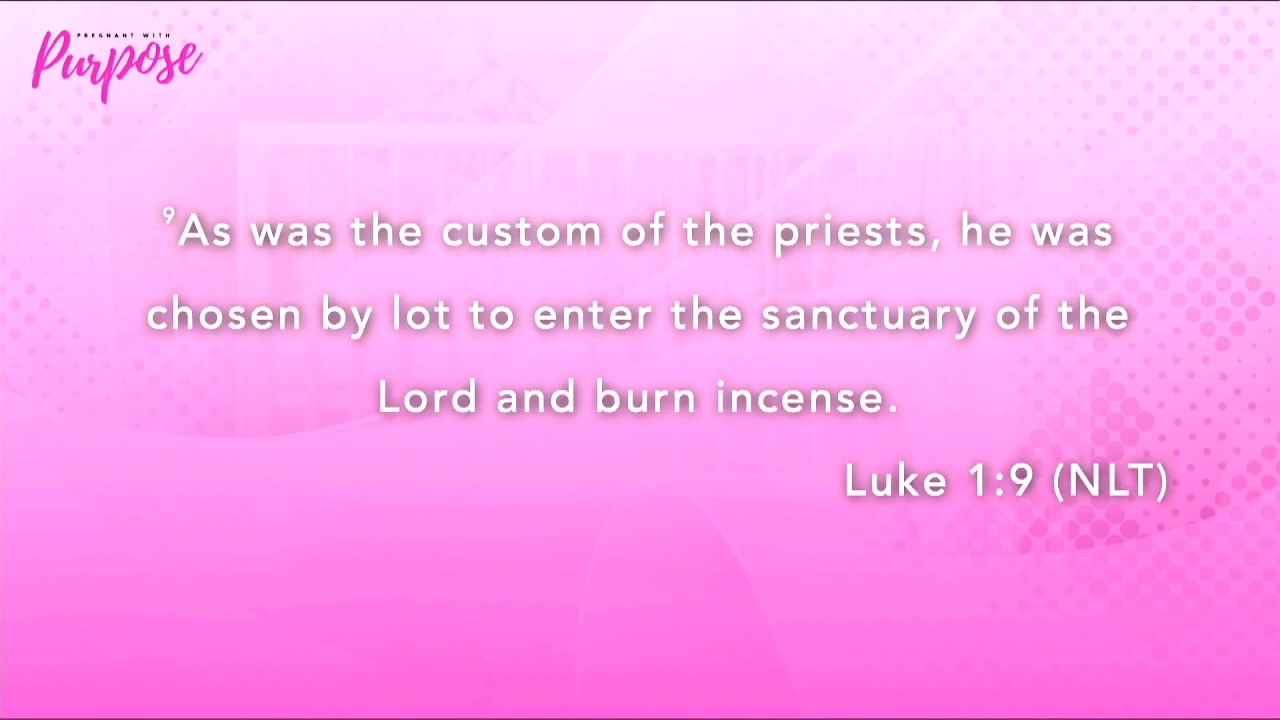 PREGNANT WITH
Purpose
⁹As was the custom of the priests, he was
chosen by lot to enter the sanctuary of the
Lord and burn incense.
Luke 1:9 (NLT)